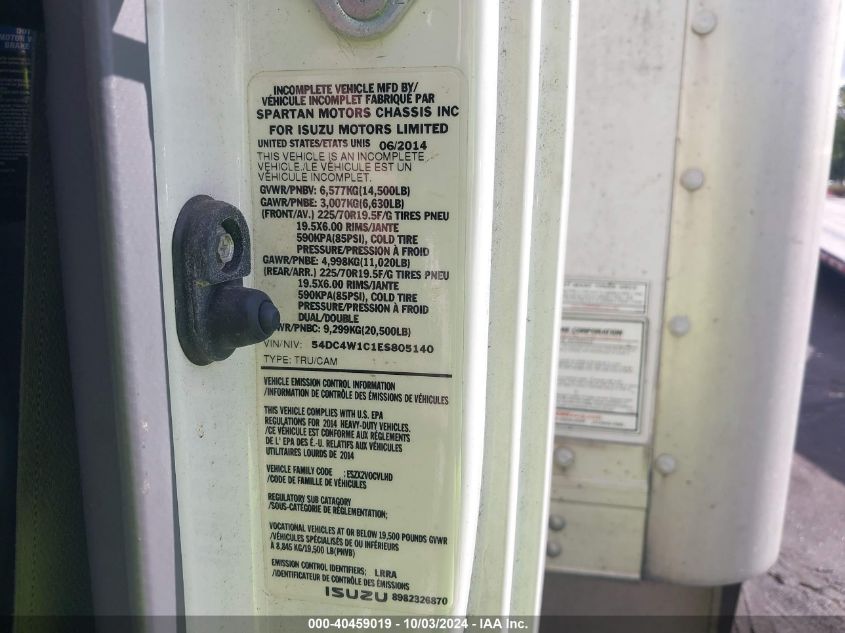 INCOMPLETE VEHICLE MFD BY/
VÉHICULE INCOMPLET FABRIQUÉ PAR
SPARTAN MOTORS CHASSIS INC
FOR ISUZU MOTORS LIMITED
UNITED STATES/ETATS UNIS 06/2014
THIS VEHICLE IS AN INCOMPLETE
VEHICLE./LE VÉHICULE EST UN
VÉHICULE INCOMPLET.
GVWR/PNBV: 6,577KG(14,500LB)
GAWR/PNBE: 3,007KG(6,630LB)
(FRONT/AV.) 225/70R19.5F/G TIRES PNEU
19.5X6.00 RIMS/JANTE
590KPA(85PSI), COLD TIRE
PRESSURE/PRESSION À FROID
GAWR/PNBE: 4,998KG(11,020LB)
(REAR/ARR.) 225/70R19.5F/G TIRES PNEU
19.5X6.00 RIMS/JANTE
590KPA(85PSI), COLD TIRE
PRESSURE/PRESSION À FROID
DUAL/DOUBLE
WR/PNBC: 9,299KG(20,500LB)
VIN/NIV: 54DC4W1C1ES805140
TYPE: TRU/CAM
VEHICLE EMISSION CONTROL INFORMATION
/INFORMATION DE CONTRÔLE DES ÉMISSIONS DE VÉHICULES
THIS VEHICLE COMPLIES WITH U.S. EPA
REGULATIONS FOR 2014 HEAVY-DUTY VEHICLES.
/CE VÉHICULE EST CONFORME AUX RÈGLEMENTS
DE L' EPA DES É.-U. RELATIFS AUX VÉHICULES
UTILITAIRES LOURDS DE 2014
VEHICLE FAMILY CODE : ESZX2VOCVLHD
/CODE DE FAMILLE DE VÉHICULES
REGULATORY SUB CATAGORY
/SOUS-CATÉGORIE DE RÉGLEMENTATION;
VOCATIONAL VEHICLES AT OR BELOW 19,500 POUNDS GVWR
/VÉHICULES SPÉCIALISÉS DE OU INFÉRIEURS
À 8,845 KG/19,500 LB(PNVB)
EMISSION CONTROL IDENTIFIERS: LRRA
/IDENTIFICATEUR DE CONTRÔLE DES ÉMISSIONS
ISUZU 8982326870
CORPORATION
DOT
MOTOR V
BRAKE
000-40459019 - 10/03/2024 - IAA Inc.